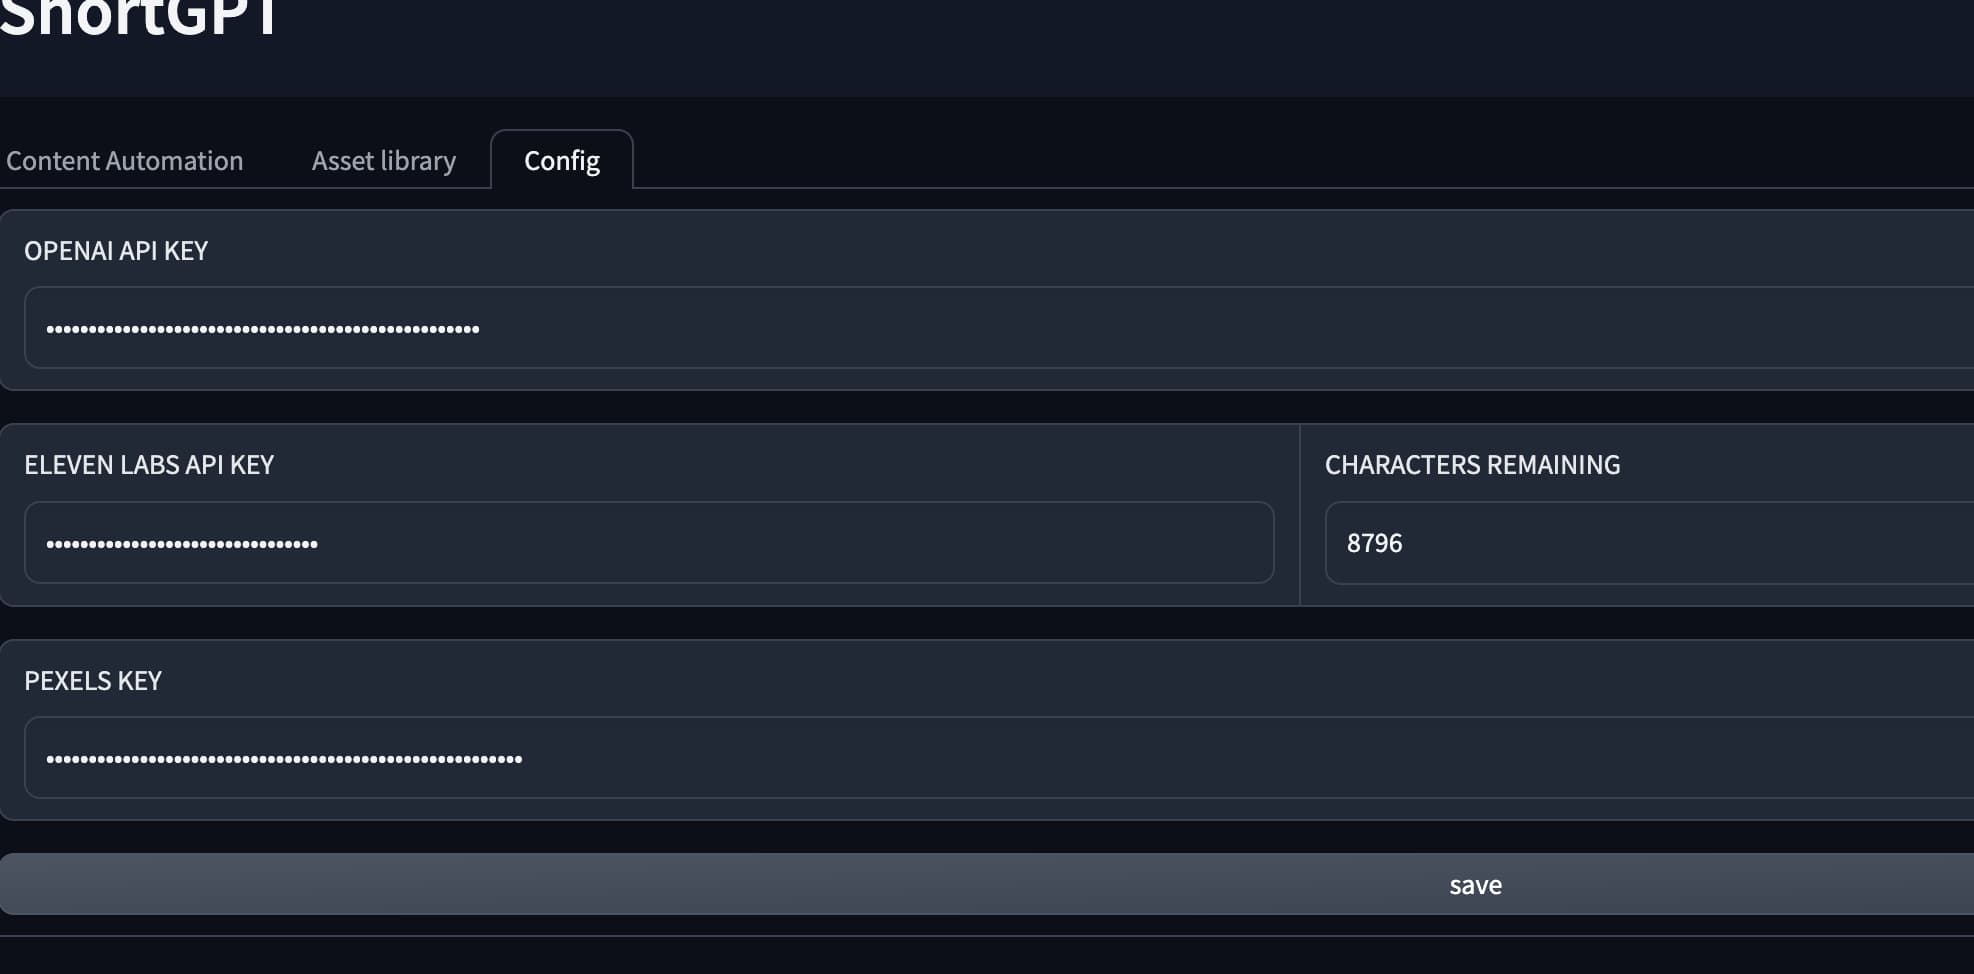 ShortGPT
Content Automation
Asset library
Config
OPENAI API KEY
•••••••••••••••••••••••••••••••••••••••••••••••••••
ELEVEN LABS API KEY
••••••••••••••••••••••••••••••••
CHARACTERS REMAINING
8796
PEXELS KEY
••••••••••••••••••••••••••••••••••••••••••••••••••••••••
save